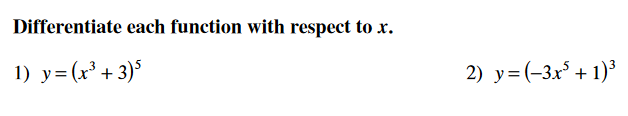 Differentiate each function with respect to x.
1) y = (x³ + 3)⁵
2) y = (−3x⁵ + 1)³